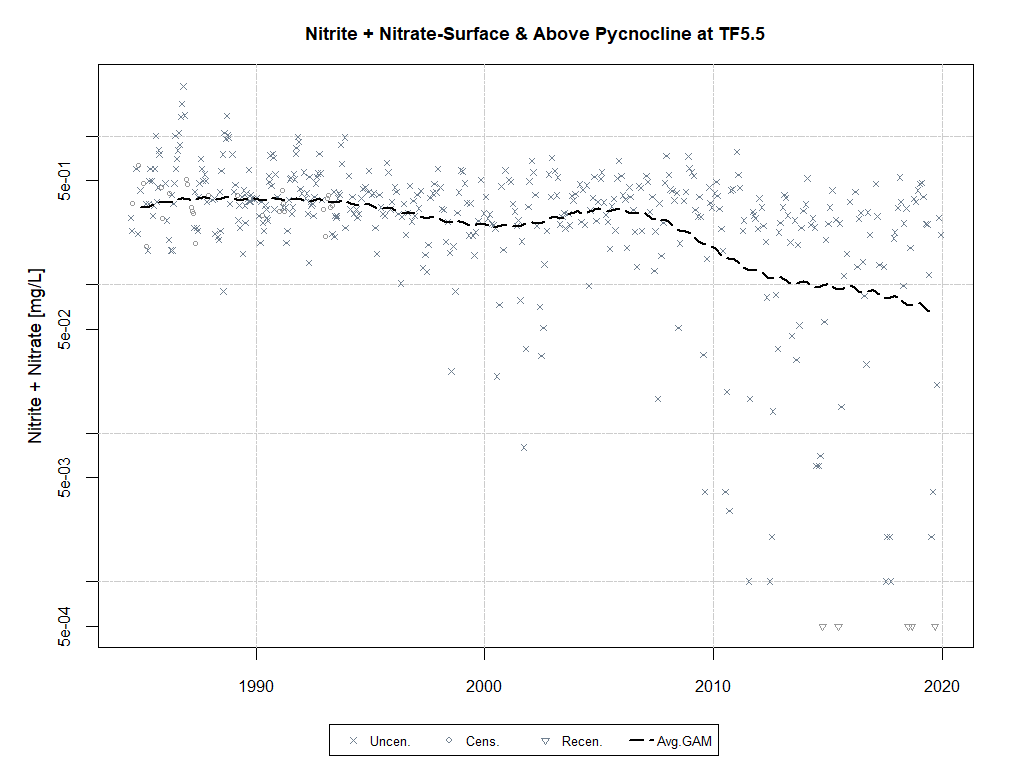 Nitrite + Nitrate-Surface & Above Pycnocline at TF5.5
Nitrite + Nitrate [mg/L]
5e-01
5e-02
5e-03
5e-04
1990 2000 2010 2020
Uncen. Cens. Recen. Avg.GAM